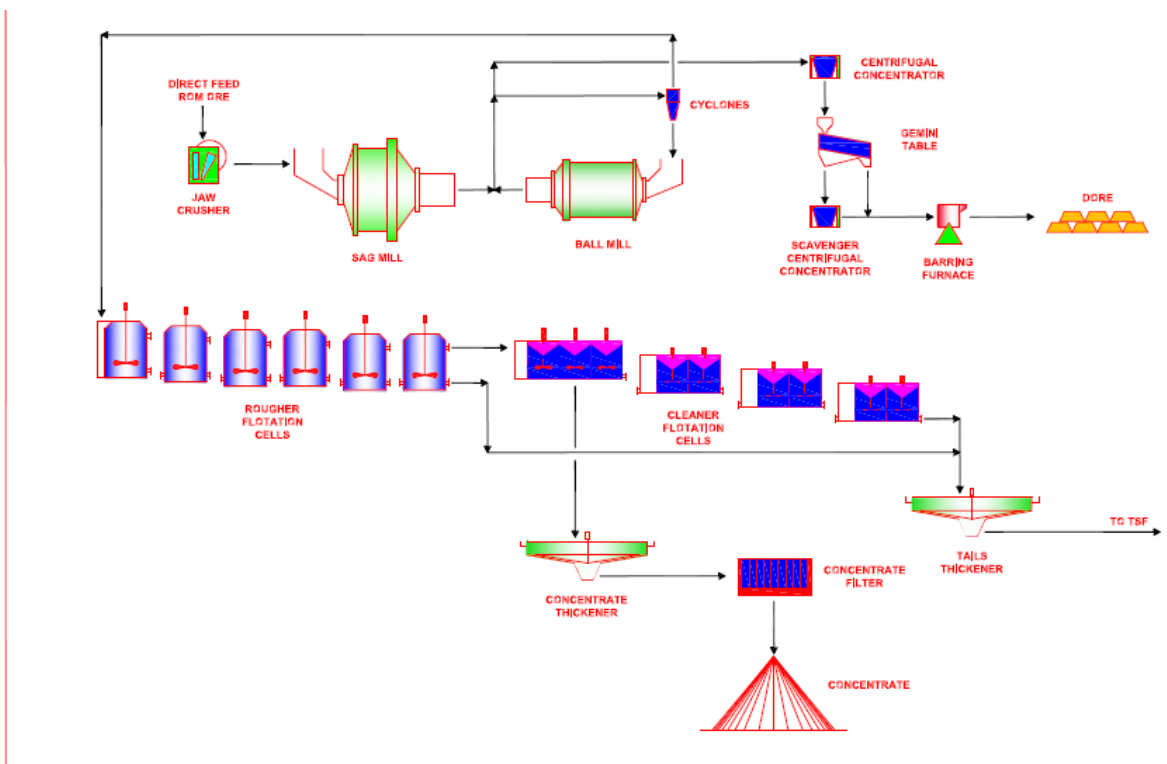 DIRECT FEED
ROM ORE
JAW
CRUSHER
SAG MILL
BALL MILL
CYCLONES
CENTRIFUGAL
CONCENTRATOR
GEMINI
TABLE
SCAVENGER
CENTRIFUGAL
CONCENTRATOR
BARRING
FURNACE
DORE
ROUGHER
FLOTATION
CELLS
CLEANER
FLOTATION
CELLS
TO TSF
TAILS
THICKENER
CONCENTRATE
THICKENER
CONCENTRATE
FILTER
CONCENTRATE